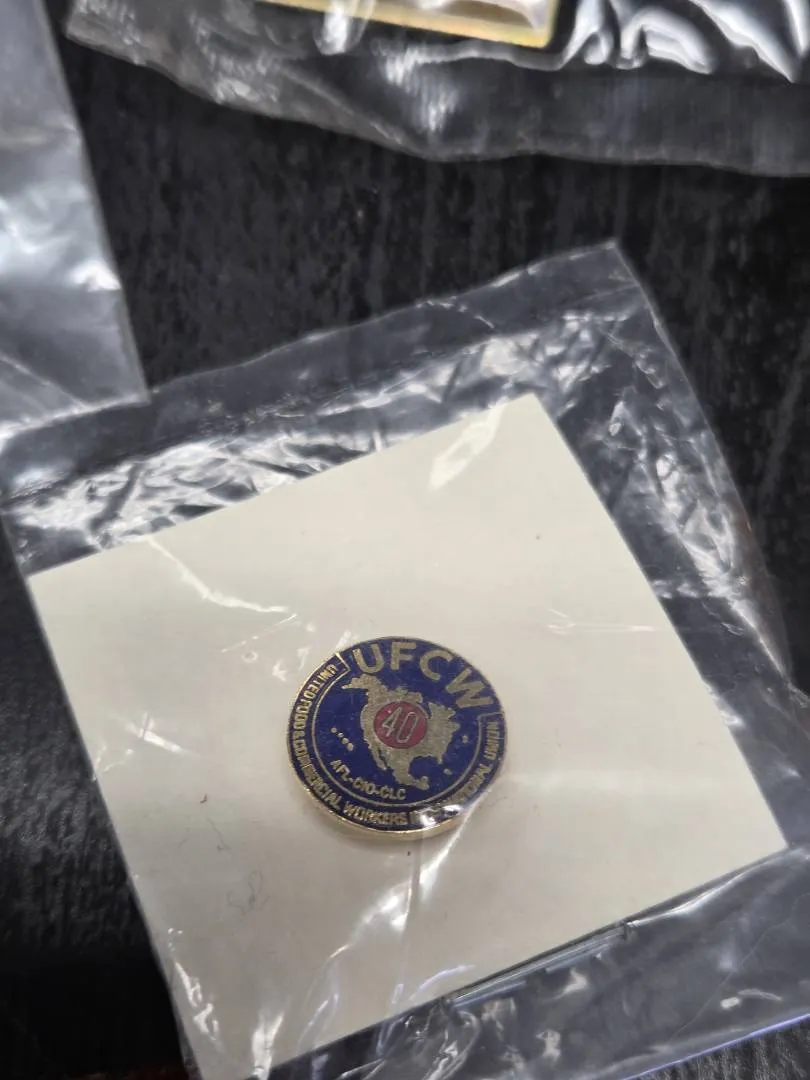 UFCW
UNITED FOOD & COMMERCIAL WORKERS INTERNATIONAL UNION
40
AFL-CIO-CLC